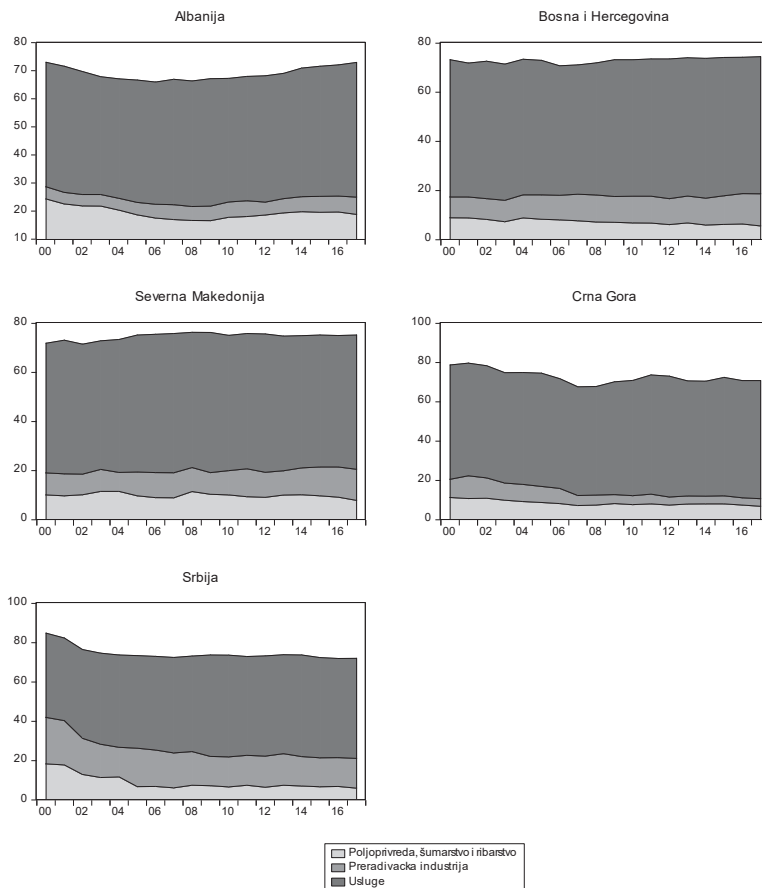 Albanija
80
70
60
50
40
30
20
10
00 02 04 06 08 10 12 14 16
Bosna i Hercegovina
80
60
40
20
0
00 02 04 06 08 10 12 14 16
Severna Makedonija
80
60
40
20
0
00 02 04 06 08 10 12 14 16
Crna Gora
100
80
60
40
20
0
00 02 04 06 08 10 12 14 16
Srbija
100
80
60
40
20
0
00 02 04 06 08 10 12 14 16
Poljoprivreda, šumarstvo i ribarstvo
Preradivacka industrija
Usluge